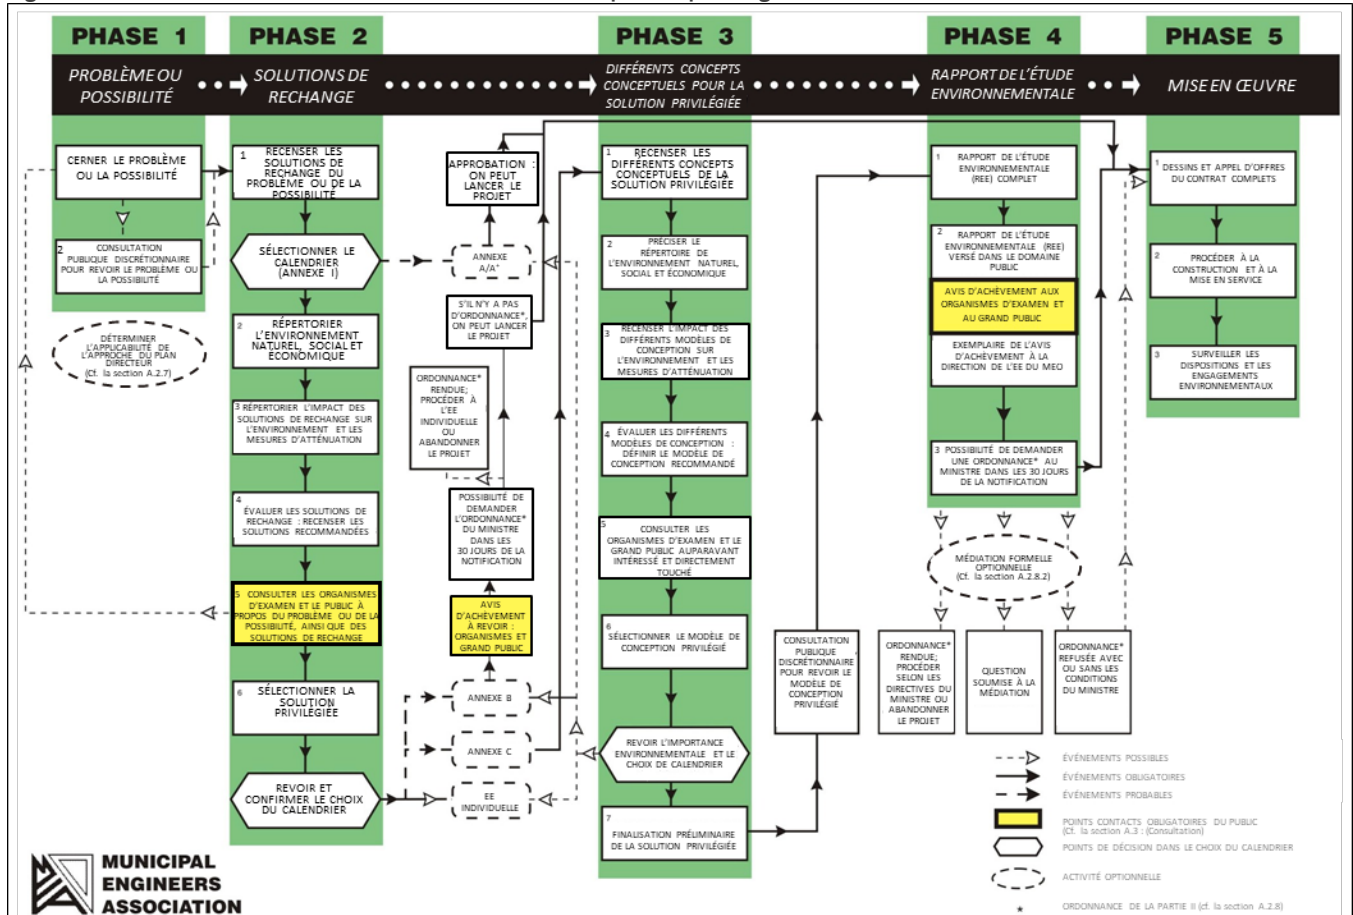 PHASE 1
PHASE 2
PHASE 3
PHASE 4
PHASE 5
PROBLÈME OU
POSSIBILITÉ
SOLUTIONS DE
RECHANGE
DIFFÉRENTS CONCEPTS
CONCEPTUELS POUR LA
SOLUTION PRIVILÉGIÉE
RAPPORT DE L'ÉTUDE
ENVIRONNEMENTALE
MISE EN ŒUVRE
CERNER LE PROBLÈME
OU LA POSSIBILITÉ
2
CONSULTATION
PUBLIQUE DISCRÉTIONNAIRE
POUR REVOIR LE PROBLÈME OU
LA POSSIBILITÉ
DÉTERMINER
L'APPLICABILITÉ DE
L'APPROCHE DU PLAN
DIRECTEUR
(Cf. la section A.2.7)
1
RECENSER LES
SOLUTIONS DE
RECHANGE DU
PROBLÈME OU DE LA
POSSIBILITÉ
SÉLECTIONNER LE
CALENDRIER
(ANNEXE I)
2
RÉPERTORIER
L'ENVIRONNEMENT
NATUREL, SOCIAL ET
ÉCONOMIQUE
3 RÉPERTORIER L'IMPACT DES
SOLUTIONS DE RECHANGE SUR
L'ENVIRONNEMENT ET LES
MESURES D'ATTÉNUATION
4
ÉVALUER LES SOLUTIONS DE
RECHANGE : RECENSER LES
SOLUTIONS RECOMMANDÉES
5 CONSULTER LES ORGANISMES
D'EXAMEN ET LE PUBLIC À
PROPOS DU PROBLÈME OU DE LA
POSSIBILITÉ, AINSI QUE DES
SOLUTIONS DE RECHANGE
6
SÉLECTIONNER LA
SOLUTION
PRIVILÉGIÉE
REVOIR ET
CONFIRMER LE CHOIX
DU CALENDRIER
APPROBATION :
ON PEUT
LANCER LE
PROJET
ANNEXE
A/A+
S'IL N'Y A PAS
D'ORDONNANCE*,
ON PEUT LANCER
LE PROJET
ORDONNANCE*
RENDUE;
PROCÉDER À
L'EE
INDIVIDUELLE
OU
ABANDONNER
LE PROJET
POSSIBILITÉ DE
DEMANDER
L'ORDONNANCE*
DU MINISTRE
DANS LES
30 JOURS DE LA
NOTIFICATION
AVIS
D'ACHÈVEMENT
À REVOIR :
ORGANISMES ET
GRAND PUBLIC
ANNEXE B
ANNEXE C
EE
INDIVIDUELLE
1
RECENSER LES
DIFFÉRENTS CONCEPTS
CONCEPTUELS DE LA
SOLUTION PRIVILÉGIÉE
2
PRÉCISER LE
RÉPERTOIRE DE
L'ENVIRONNEMENT NATUREL,
SOCIAL ET ÉCONOMIQUE
3
RECENSER L'IMPACT DES
DIFFÉRENTS MODÈLES DE
CONCEPTION SUR
L'ENVIRONNEMENT ET LES
MESURES D'ATTÉNUATION
4
ÉVALUER LES DIFFÉRENTS
MODÈLES DE CONCEPTION :
DÉFINIR LE MODÈLE DE
CONCEPTION RECOMMANDÉ
5
CONSULTER LES
ORGANISMES D'EXAMEN ET LE
GRAND PUBLIC AUPARAVANT
INTÉRESSÉ ET DIRECTEMENT
TOUCHÉ
6
SÉLECTIONNER LE MODÈLE DE
CONCEPTION PRIVILÉGIÉ
REVOIR L'IMPORTANCE
ENVIRONNEMENTALE ET LE
CHOIX DE CALENDRIER
7
FINALISATION PRÉLIMINAIRE
DE LA SOLUTION PRIVILÉGIÉE
CONSULTATION
PUBLIQUE
DISCRÉTIONNAIRE
POUR REVOIR LE
MODÈLE DE
CONCEPTION
PRIVILÉGIÉ
1
RAPPORT DE L'ÉTUDE
ENVIRONNEMENTALE
(REE) COMPLET
2
RAPPORT DE L'ÉTUDE
ENVIRONNEMENTALE (REE)
VERSÉ DANS LE DOMAINE
PUBLIC
AVIS D'ACHÈVEMENT AUX
ORGANISMES D'EXAMEN ET
AU GRAND PUBLIC
EXEMPLAIRE DE L'AVIS
D'ACHÈVEMENT À LA
DIRECTION DE L'EE DU MEO
3 POSSIBILITÉ DE DEMANDER
UNE ORDONNANCE* AU
MINISTRE DANS LES 30 JOURS
DE LA NOTIFICATION
MÉDIATION FORMELLE
OPTIONNELLE
(Cf. la section A.2.8.2)
ORDONNANCE*
RENDUE;
PROCÉDER
SELON LES
DIRECTIVES DU
MINISTRE OU
ABANDONNER
LE PROJET
QUESTION
SOUMISE À LA
MÉDIATION
ORDONNANCE*
REFUSÉE AVEC
OU SANS LES
CONDITIONS
DU MINISTRE
1
DESSINS ET APPEL D'OFFRES
DU CONTRAT COMPLETS
2
PROCÉDER À LA
CONSTRUCTION ET À LA
MISE EN SERVICE
3
SURVEILLER LES
DISPOSITIONS ET LES
ENGAGEMENTS
ENVIRONNEMENTAUX
ÉVÉNEMENTS POSSIBLES
ÉVÉNEMENTS OBLIGATOIRES
ÉVÉNEMENTS PROBABLES
POINTS CONTACTS OBLIGATOIRES DU PUBLIC
(Cf. la section A.3 : (Consultation)
POINTS DE DÉCISION DANS LE CHOIX DU CALENDRIER
ACTIVITÉ OPTIONNELLE
* ORDONNANCE DE LA PARTIE II (cf. la section A.2.8)
MUNICIPAL
ENGINEERS
ASSOCIATION